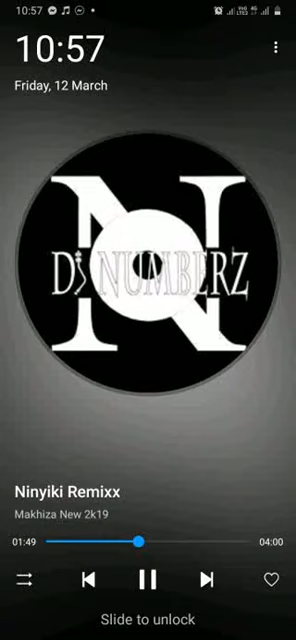 10:57
10:57
Friday, 12 March
N
Dj NUMBERZ
Ninyiki Remixx
Makhiza New 2k19
01:49
04:00
Slide to unlock